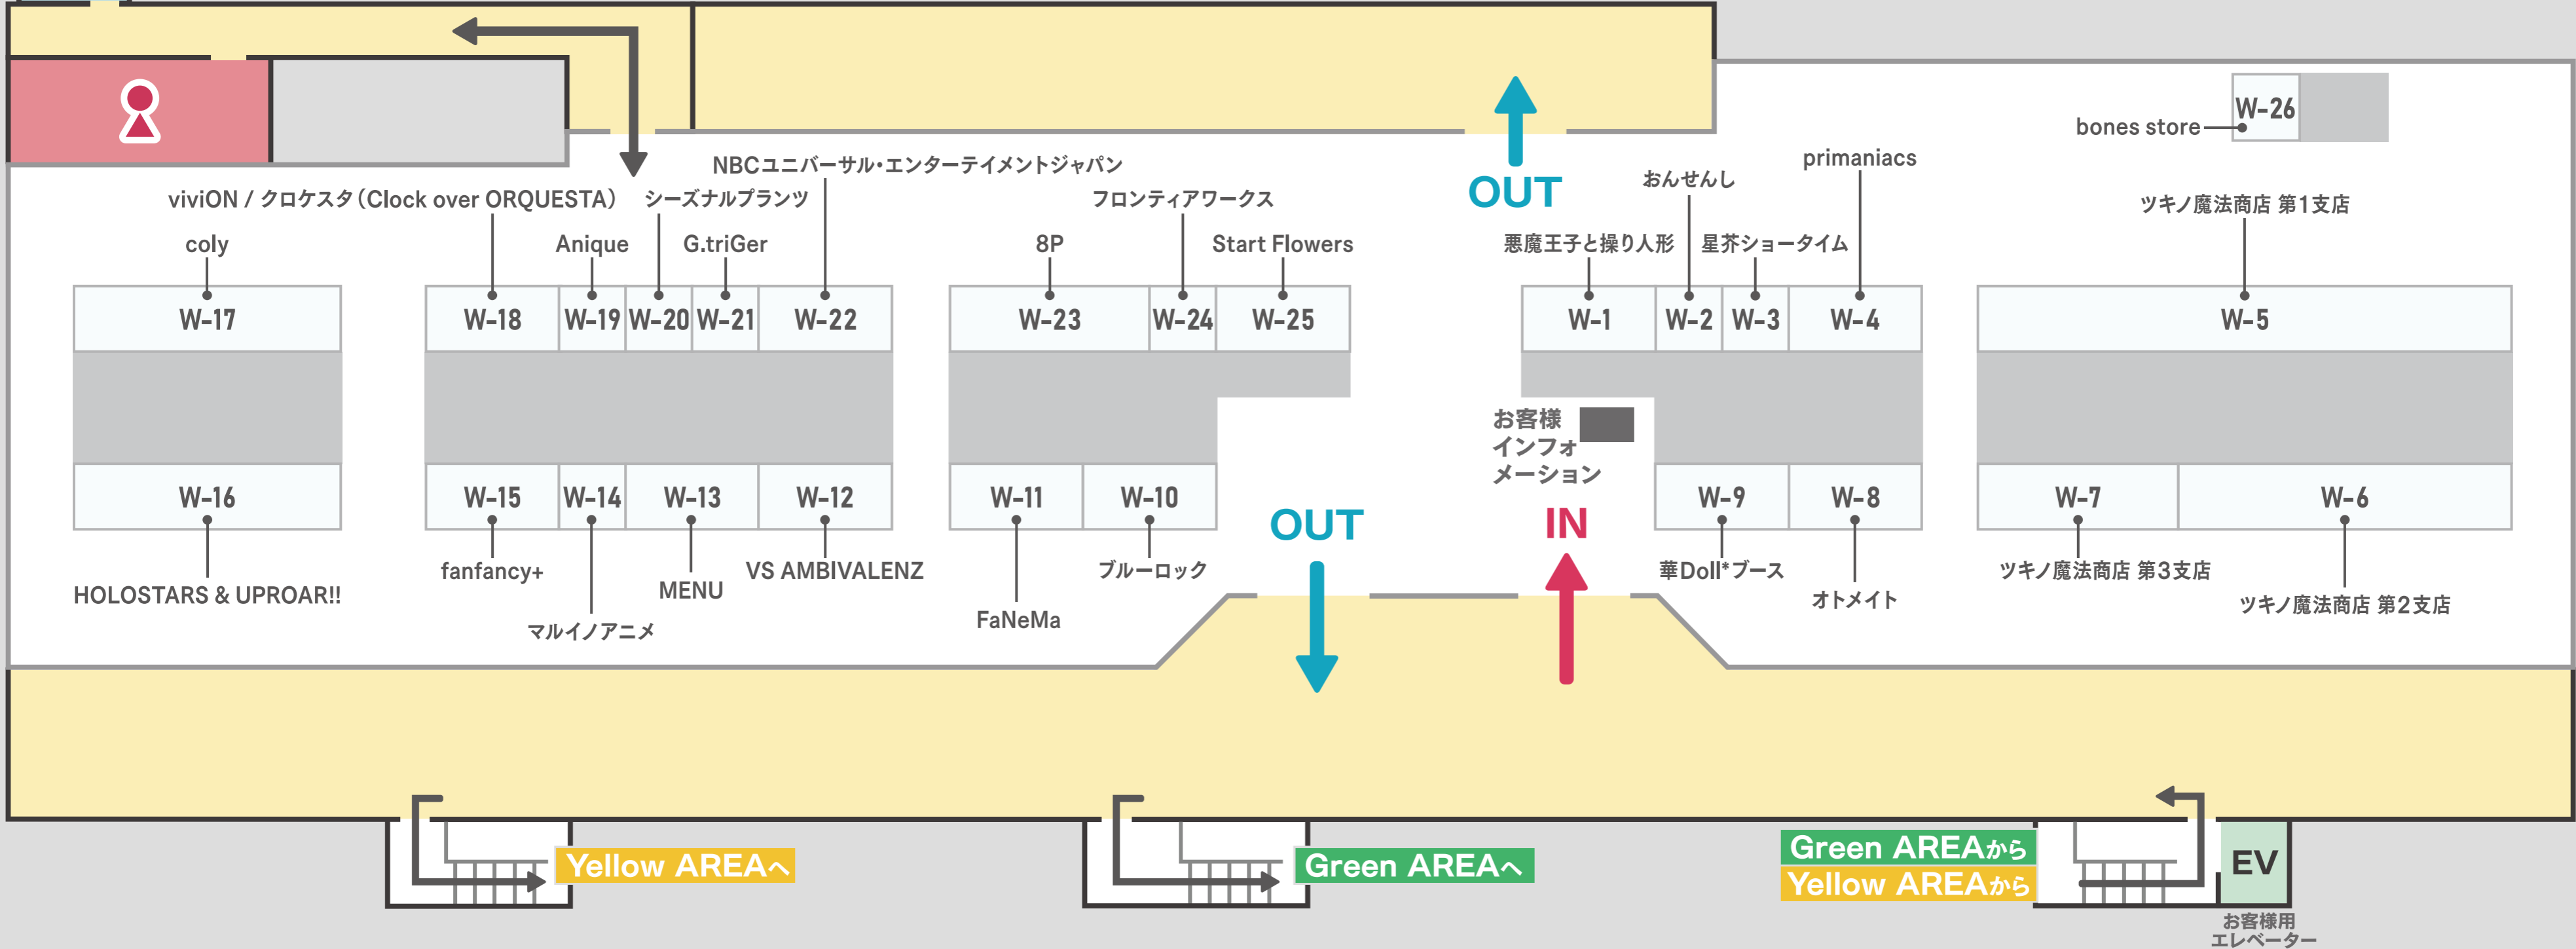 W-26
bones store
OUT
NBCユニバーサル・エンターテイメントジャパン
primaniacs
おんせんし
viviON / クロケスタ(Clock over ORQUESTA)
シーズナルプランツ
フロンティアワークス
ツキノ魔法商店 第1支店
coly
Anique
G.triGer
8P
Start Flowers
悪魔王子と操り人形
星芥ショータイム
W-17
W-18
W-19
W-20
W-21
W-22
W-23
W-24
W-25
W-1
W-2
W-3
W-4
W-5
お客様
インフォ
メーション
W-16
W-15
W-14
W-13
W-12
W-11
W-10
W-9
W-8
W-7
W-6
OUT
IN
HOLOSTARS & UPROAR!!
fanfancy+
マルイノアニメ
MENU
VS AMBIVALENZ
FaNeMa
ブルーロック
華Doll*ブース
オトメイト
ツキノ魔法商店 第3支店
ツキノ魔法商店 第2支店
Yellow AREAへ
Green AREAへ
Green AREAから
Yellow AREAから
EV
お客様用
エレベーター